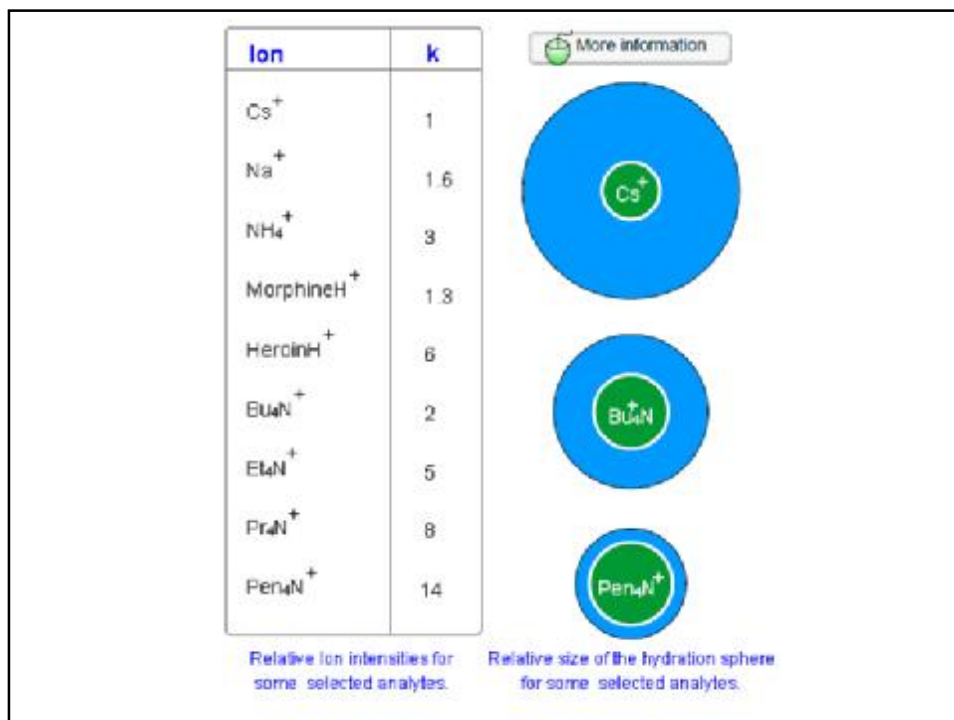 Ion k
More information
Cs+ 1
Na+ 1.6
NH4+ 3
MorphineH+ 1.3
HeroinH+ 6
Bu4N+ 2
Et4N+ 5
Pr4N+ 8
Pen4N+ 14
Cs+
Bu4N+
Pen4N+
Relative Ion intensities for
some selected analytes.
Relative size of the hydration sphere
for some selected analytes.